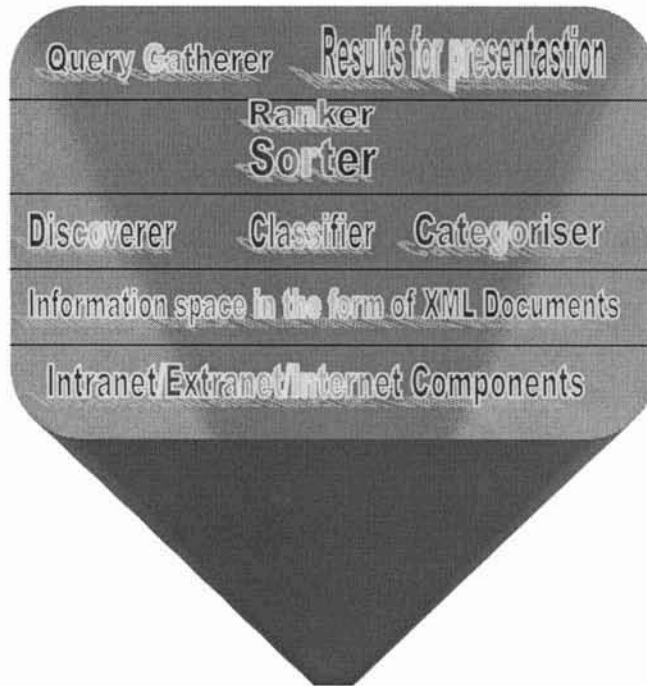 Query Gatherer Results for presentastion
Ranker
Sorter
Discoverer Classifier Categoriser
Information space in the form of XML Documents
Intranet/Extranet/Internet Components